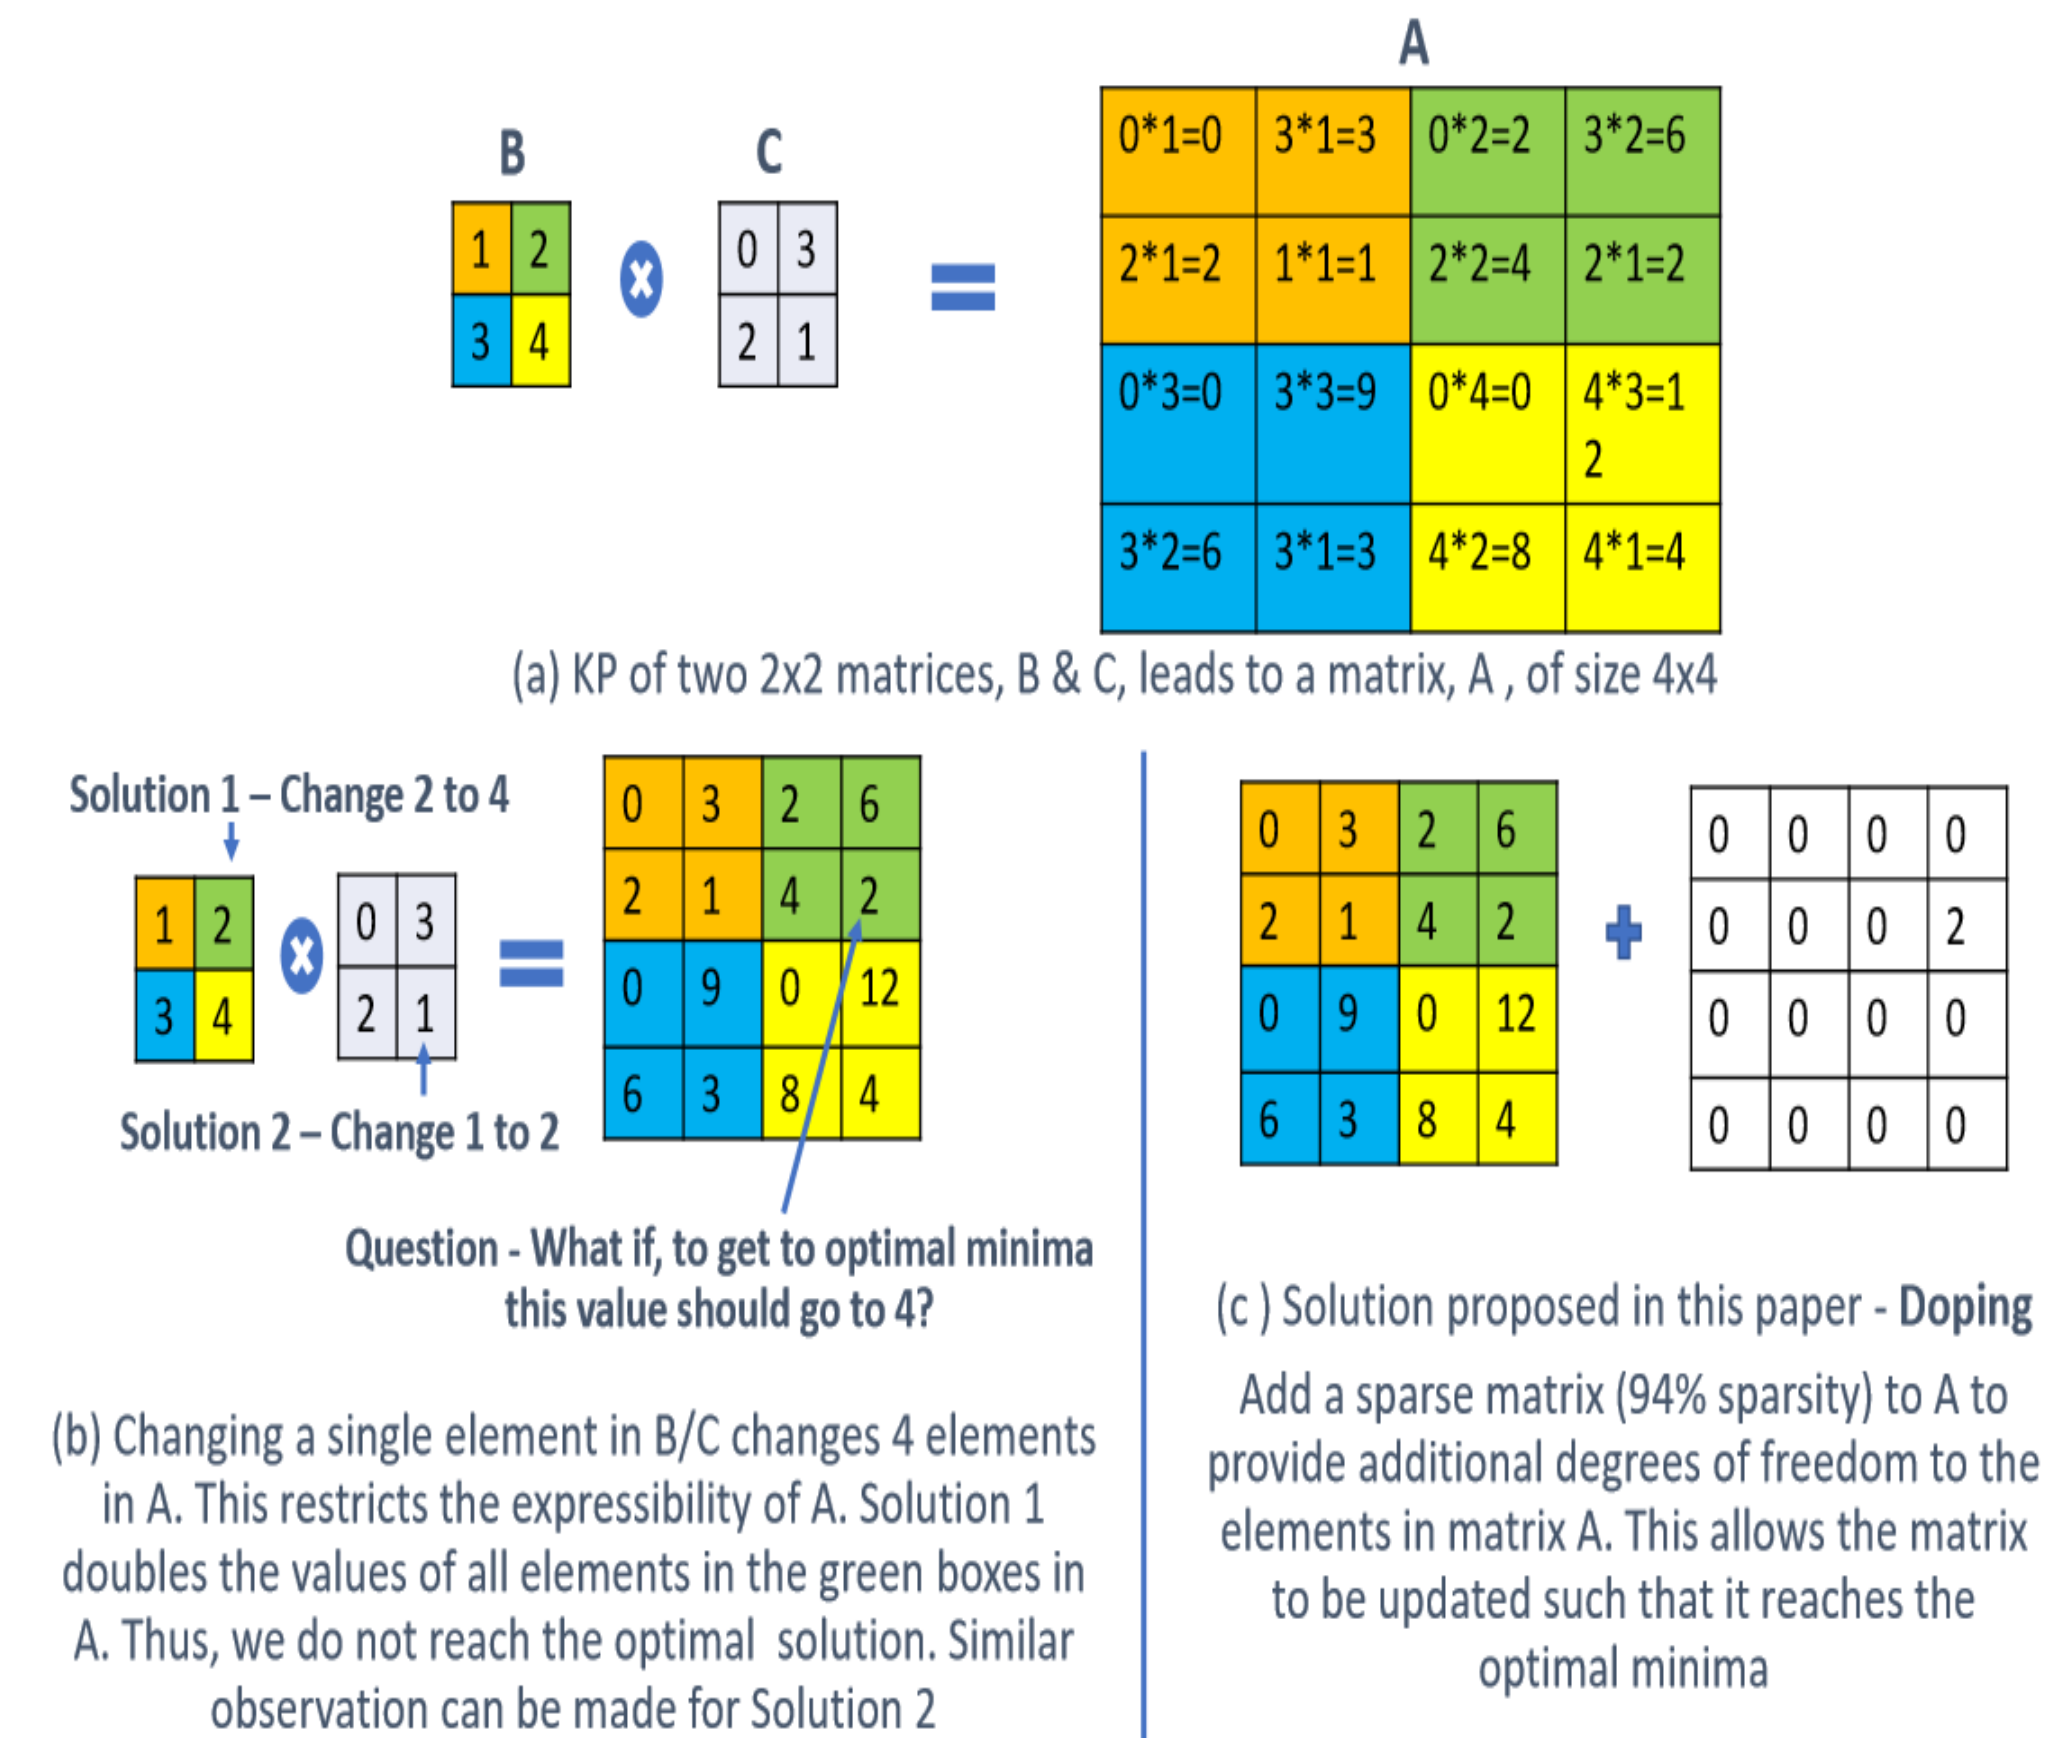 A
B C
0*1=0 3*1=3 0*2=2 3*2=6
2*1=2 1*1=1 2*2=4 2*1=2
0*3=0 3*3=9 0*4=0 4*3=1
2
3*2=6 3*1=3 4*2=8 4*1=4
1 2
3 4
0 3
2 1
(a) KP of two 2x2 matrices, B & C, leads to a matrix, A , of size 4x4
Solution 1 – Change 2 to 4
1 2
3 4
0 3
2 1
Solution 2 – Change 1 to 2
0 3 2 6
2 1 4 2
0 9 0 12
6 3 8 4
Question - What if, to get to optimal minima
this value should go to 4?
(b) Changing a single element in B/C changes 4 elements
in A. This restricts the expressibility of A. Solution 1
doubles the values of all elements in the green boxes in
A. Thus, we do not reach the optimal solution. Similar
observation can be made for Solution 2
0 3 2 6
2 1 4 2
0 9 0 12
6 3 8 4
0 0 0 0
0 0 0 2
0 0 0 0
0 0 0 0
(c ) Solution proposed in this paper - Doping
Add a sparse matrix (94% sparsity) to A to
provide additional degrees of freedom to the
elements in matrix A. This allows the matrix
to be updated such that it reaches the
optimal minima